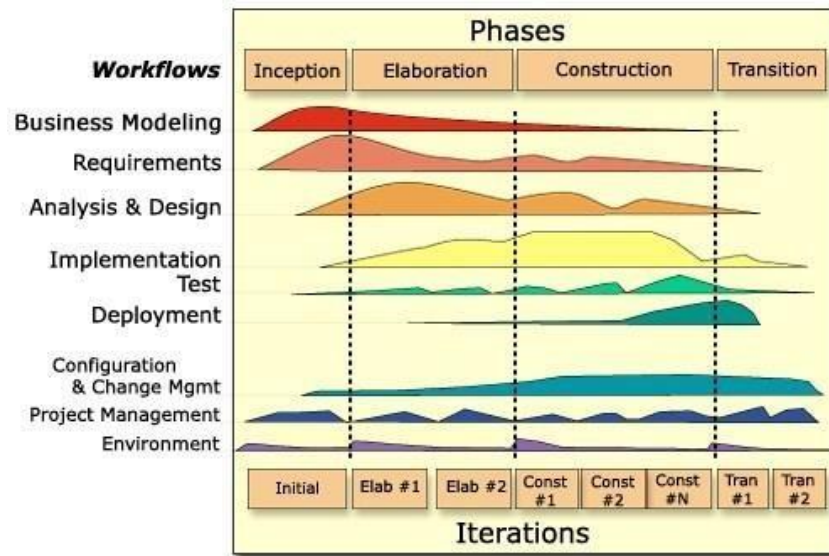 Phases
Workflows Inception Elaboration Construction Transition
Business Modeling
Requirements
Analysis & Design
Implementation
Test
Deployment
Configuration
& Change Mgmt
Project Management
Environment
Initial Elab #1 Elab #2 Const #1 Const #2 Const #N Tran #1 Tran #2
Iterations